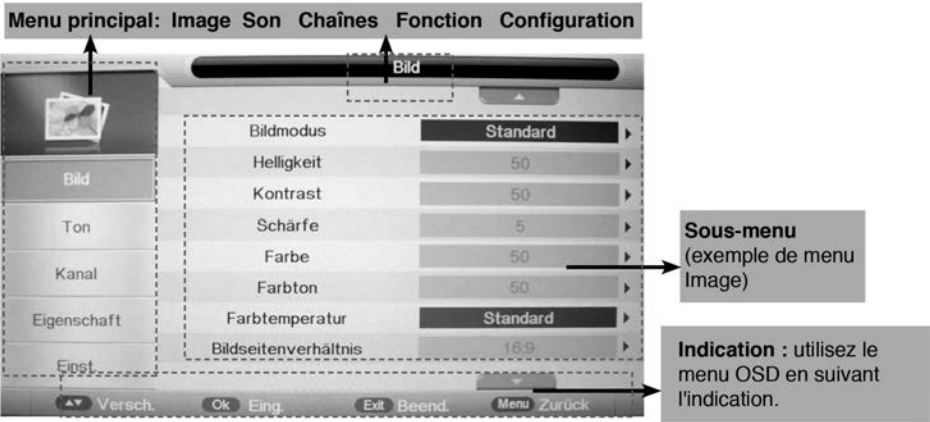 Menu principal: Image Son Chaînes Fonction Configuration
Bild
Bildmodus Standard
Helligkeit 50
Bild
Kontrast 50
Ton
Schärfe 5
Farbe 50
Kanal
Farbton 50
Eigenschaft
Farbtemperatur Standard
Bildseitenverhältnis 16:9
Einst.
Versch. Ok Eing. Exit Beend. Menu Zurück
Sous-menu
(exemple de menu
Image)
Indication : utilisez le
menu OSD en suivant
l'indication.